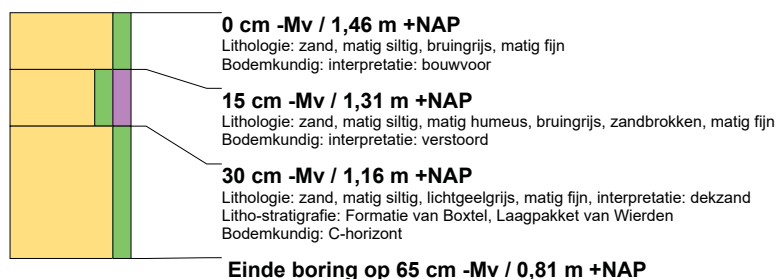 0 cm -Mv / 1,46 m +NAP
Lithologie: zand, matig siltig, bruingrijs, matig fijn
Bodemkundig: interpretatie: bouwvoor
15 cm -Mv / 1,31 m +NAP
Lithologie: zand, matig siltig, matig humeus, bruingrijs, zandbrokken, matig fijn
Bodemkundig: interpretatie: verstoord
30 cm -Mv / 1,16 m +NAP
Lithologie: zand, matig siltig, lichtgeelgrijs, matig fijn, interpretatie: dekzand
Litho-stratigrafie: Formatie van Boxtel, Laagpakket van Wierden
Bodemkundig: C-horizont
Einde boring op 65 cm -Mv / 0,81 m +NAP